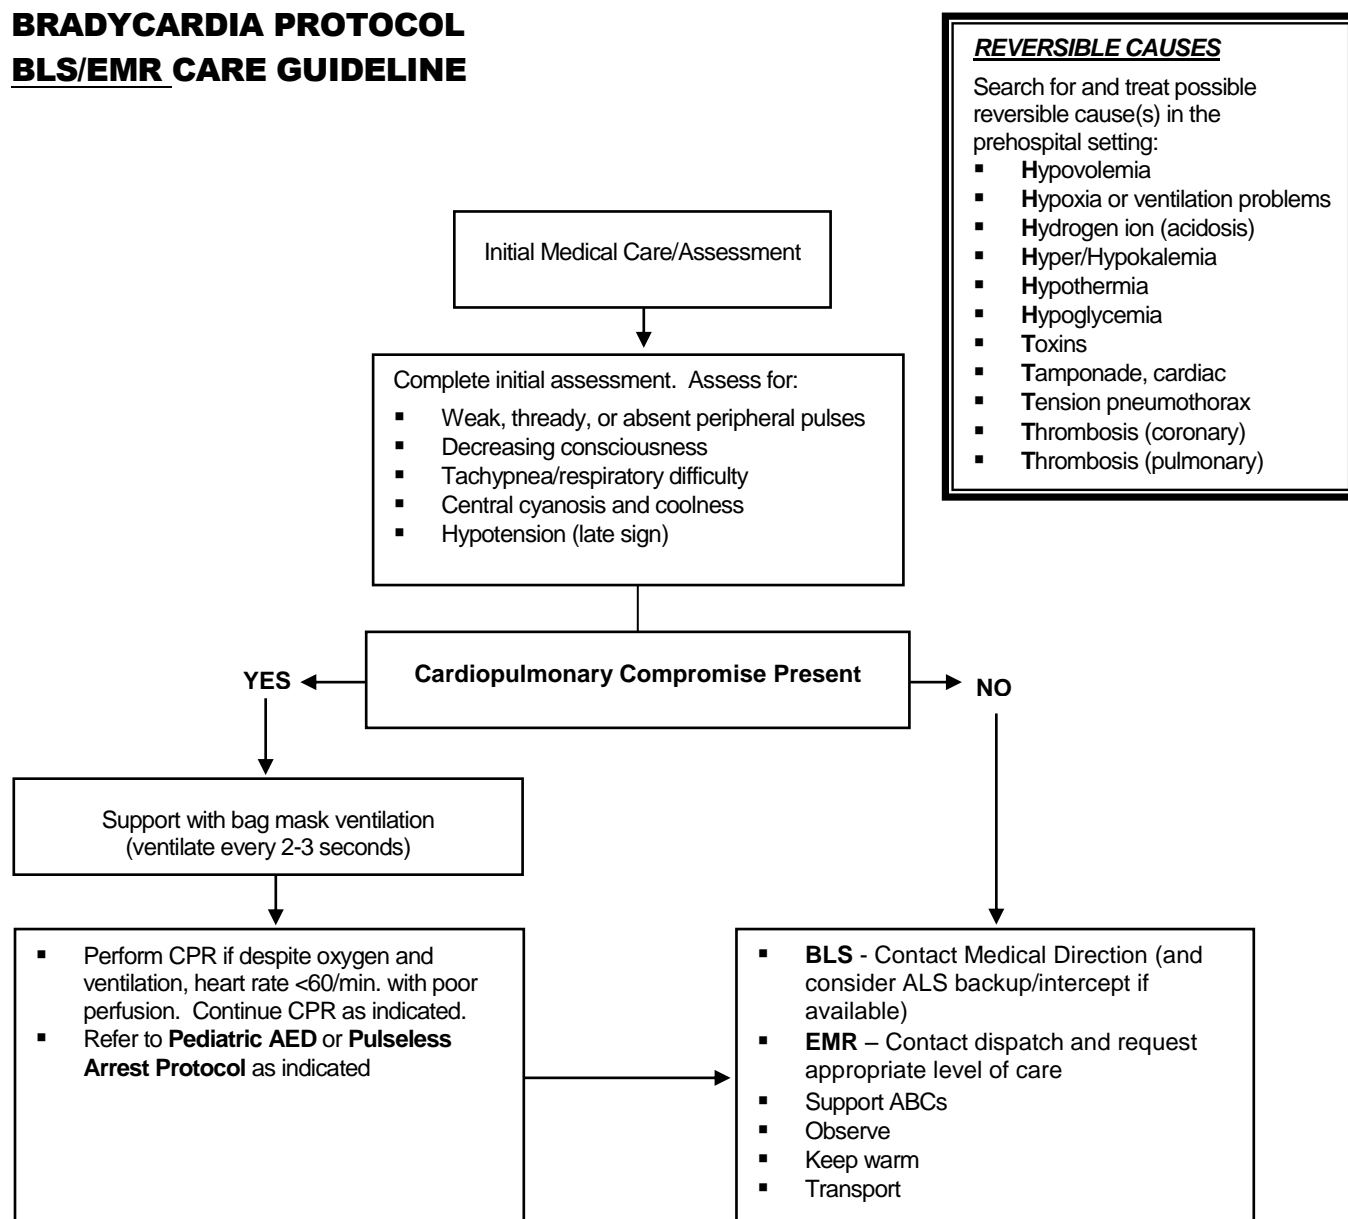 BRADYCARDIA PROTOCOL
BLS/EMR CARE GUIDELINE
REVERSIBLE CAUSES
Search for and treat possible
reversible cause(s) in the
prehospital setting:
▪ Hypovolemia
▪ Hypoxia or ventilation problems
▪ Hydrogen ion (acidosis)
▪ Hyper/Hypokalemia
▪ Hypothermia
▪ Hypoglycemia
▪ Toxins
▪ Tamponade, cardiac
▪ Tension pneumothorax
▪ Thrombosis (coronary)
▪ Thrombosis (pulmonary)
Initial Medical Care/Assessment
Complete initial assessment. Assess for:
▪ Weak, thready, or absent peripheral pulses
▪ Decreasing consciousness
▪ Tachypnea/respiratory difficulty
▪ Central cyanosis and coolness
▪ Hypotension (late sign)
Cardiopulmonary Compromise Present
YES
NO
Support with bag mask ventilation
(ventilate every 2-3 seconds)
▪ Perform CPR if despite oxygen and
ventilation, heart rate <60/min. with poor
perfusion. Continue CPR as indicated.
▪ Refer to Pediatric AED or Pulseless
Arrest Protocol as indicated
▪ BLS - Contact Medical Direction (and
consider ALS backup/intercept if
available)
▪ EMR – Contact dispatch and request
appropriate level of care
▪ Support ABCs
▪ Observe
▪ Keep warm
▪ Transport